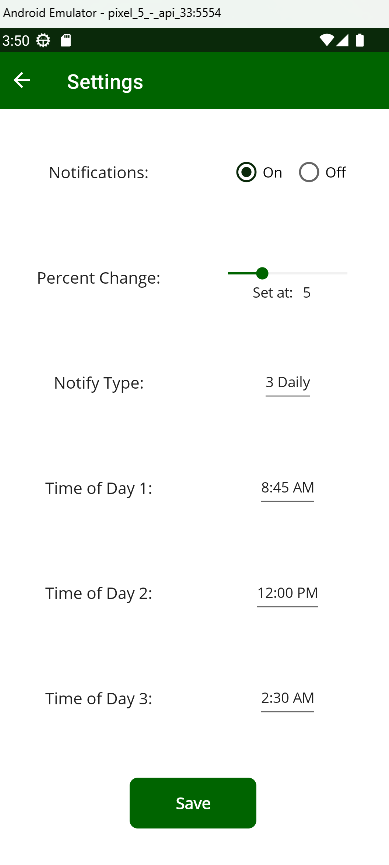 Android Emulator - pixel_5_-_api_33:5554
3:50
Settings
Notifications: On Off
Percent Change:
Set at: 5
Notify Type: 3 Daily
Time of Day 1: 8:45 AM
Time of Day 2: 12:00 PM
Time of Day 3: 2:30 AM
Save